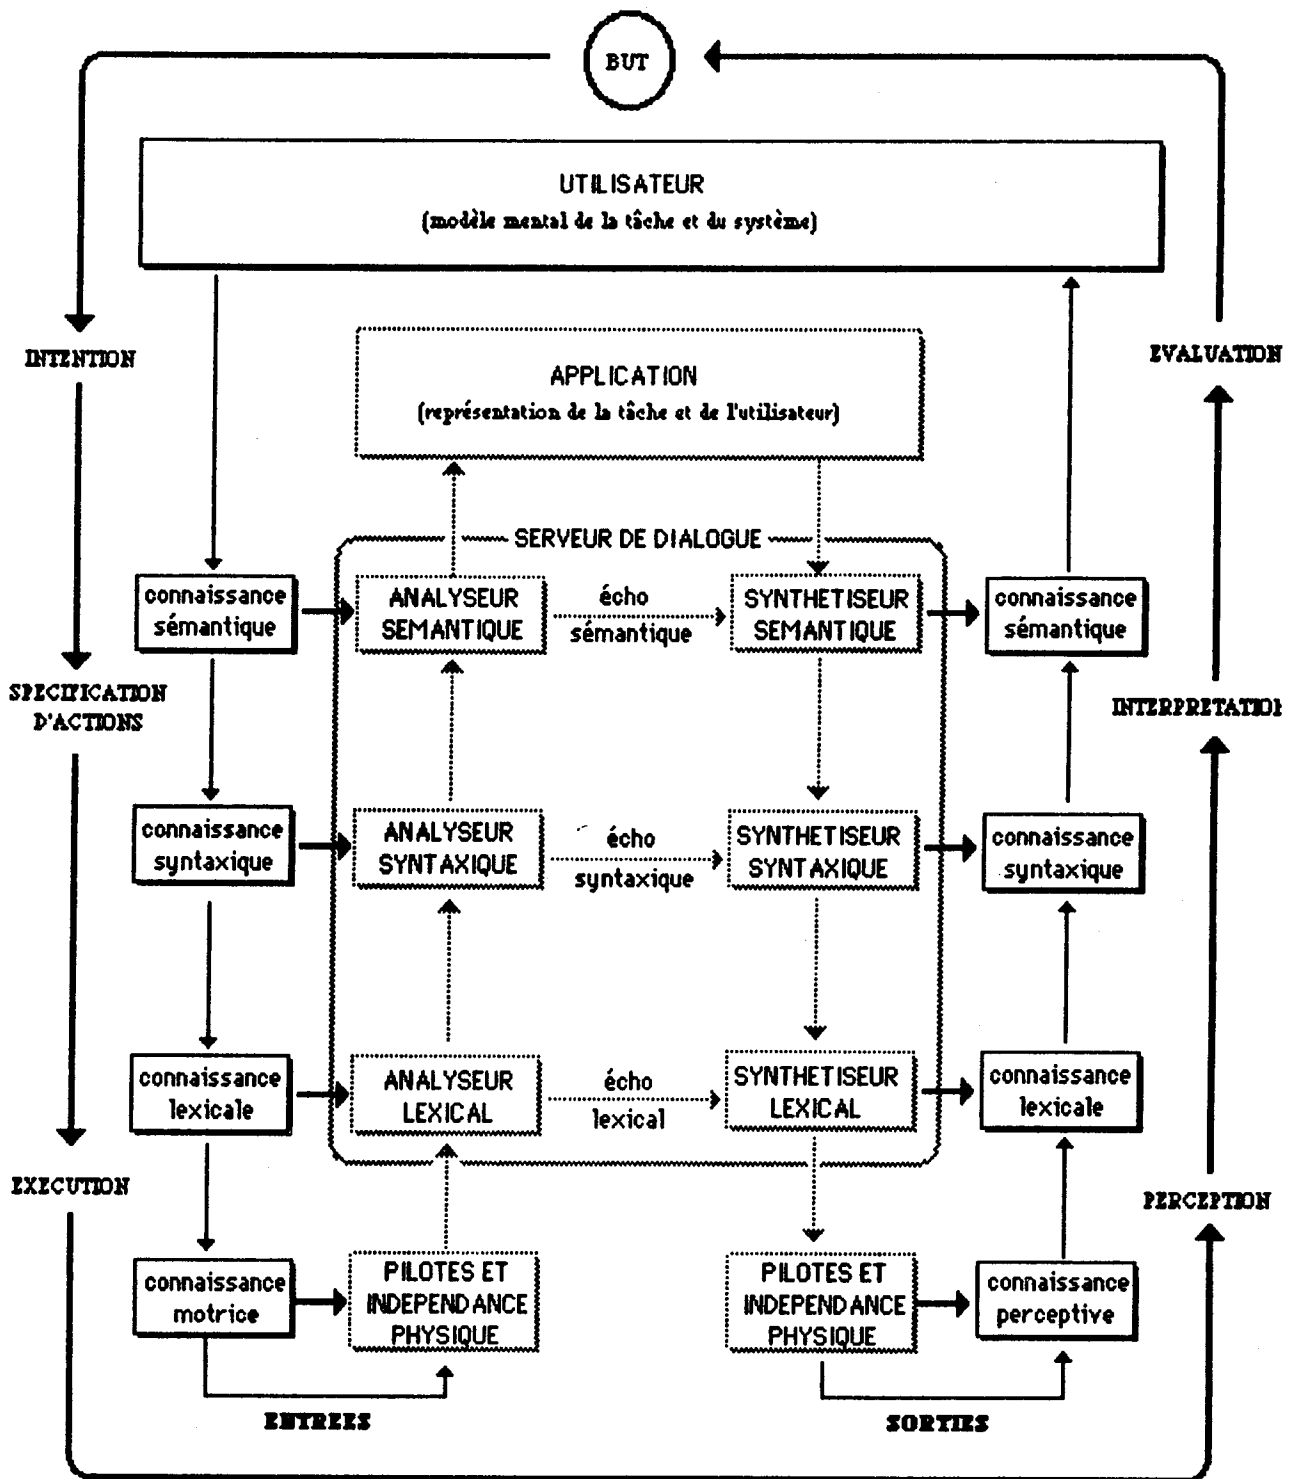 BUT
UTILISATEUR
(modèle mental de la tâche et du système)
INTENTION
EVALUATION
APPLICATION
(représentation de la tâche et de l'utilisateur)
SERVEUR DE DIALOGUE
connaissance
sémantique
ANALYSEUR
SEMANTIQUE
écho
sémantique
SYNTHETISEUR
SEMANTIQUE
connaissance
sémantique
SPECIFICATION
D'ACTIONS
INTERPRETATION
connaissance
syntaxique
ANALYSEUR
SYNTAXIQUE
écho
syntaxique
SYNTHETISEUR
SYNTAXIQUE
connaissance
syntaxique
connaissance
lexicale
ANALYSEUR
LEXICAL
écho
lexical
SYNTHETISEUR
LEXICAL
connaissance
lexicale
EXECUTION
PERCEPTION
connaissance
motrice
PILOTES ET
INDEPENDANCE
PHYSIQUE
PILOTES ET
INDEPENDANCE
PHYSIQUE
connaissance
perceptive
ENTREES
SORTIES